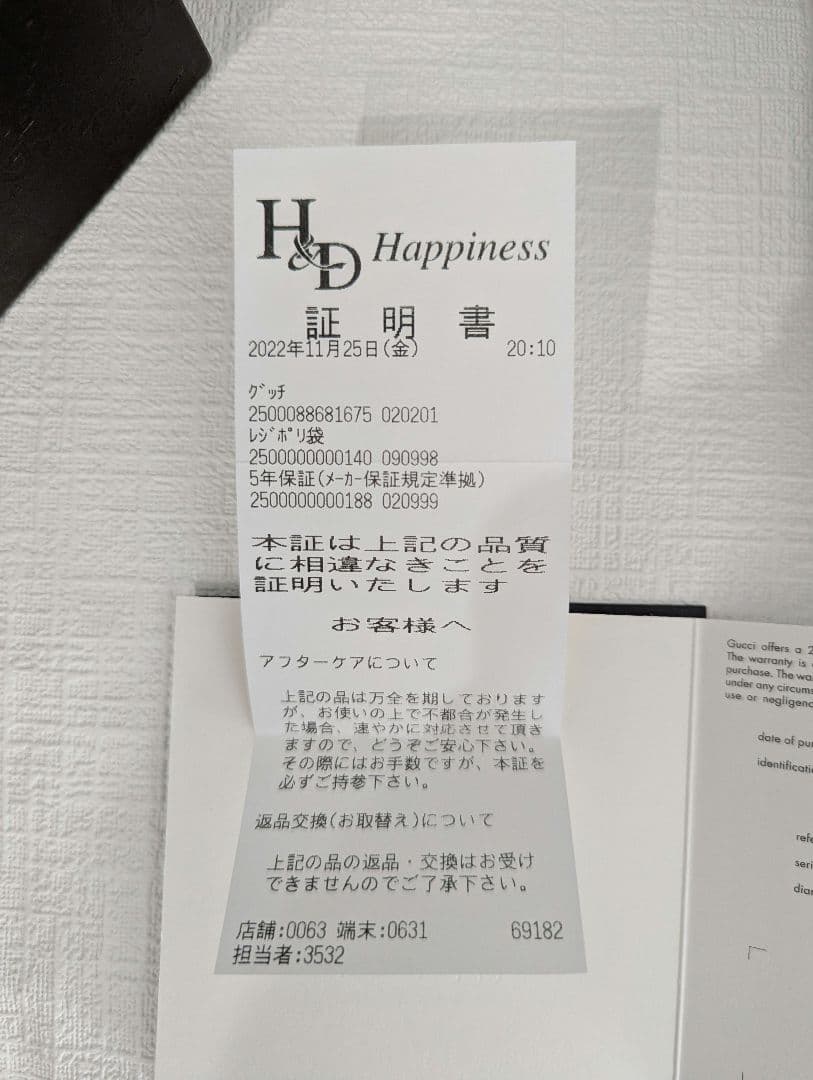 H&D Happiness
証 明 書
2022年11月25日(金) 20:10
ｸﾞｯﾁ
2500088681675 020201
ﾚｼﾞﾎﾟﾘ袋
2500000000140 090998
5年保証(ﾒｰｶｰ保証規定準拠)
2500000000188 020999
本証は上記の品質
に相違なきことを
証明いたします
お客様へ
アフターケアについて
上記の品は万全を期しております
が、お使いの上で不都合が発生し
た場合、速やかに対応させて頂き
ますので、どうぞご安心下さい。
その際にはお手数ですが、本証を
必ずご持参下さい。
返品交換(お取替え)について
上記の品の返品・交換はお受け
できませんのでご了承下さい。
店舗:0063 端末:0631 69182
担当者:3532
Gucci offers a 2
The warranty is
purchase. The wa
under any circums
use or negligenc
date of pur
identificati
refe
seri
diar